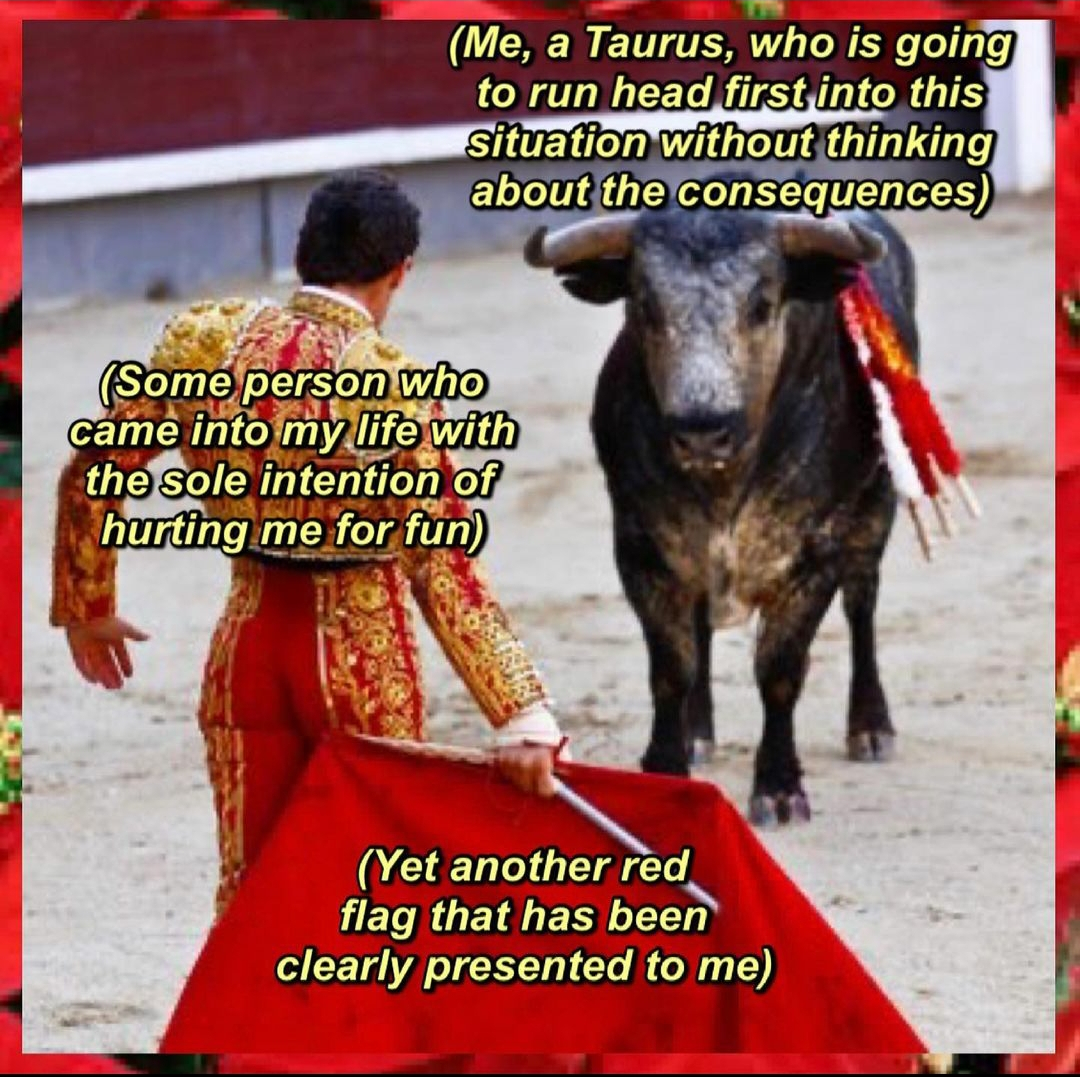 (Me, a Taurus, who is going
to run head first into this
situation without thinking
about the consequences)
(Some person who
came into my life with
the sole intention of
hurting me for fun)
(Yet another red
flag that has been
clearly presented to me)